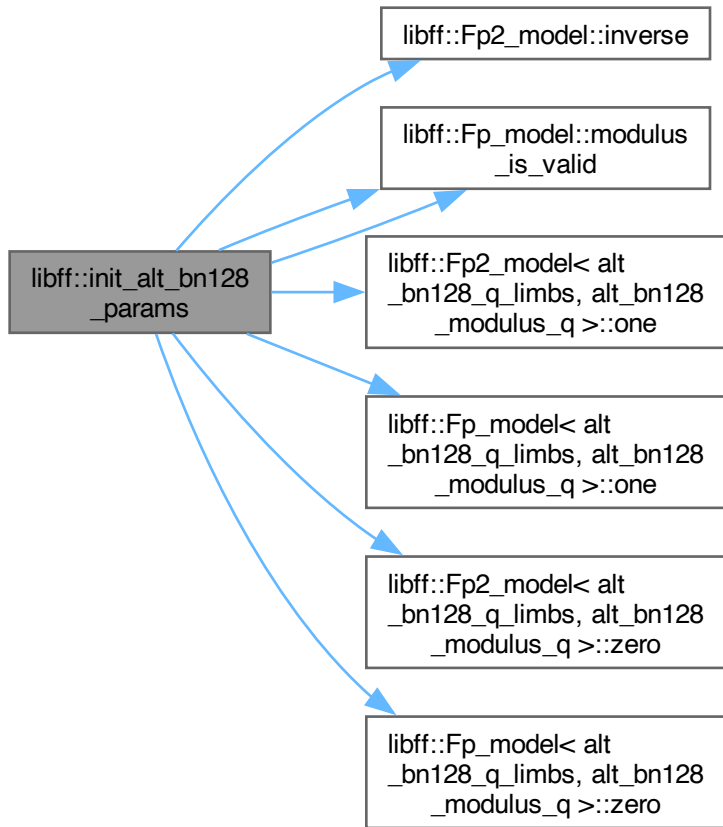 libff::init_alt_bn128
_params
libff::Fp2_model::inverse
libff::Fp_model::modulus
_is_valid
libff::Fp2_model< alt
_bn128_q_limbs, alt_bn128
_modulus_q >::one
libff::Fp_model< alt
_bn128_q_limbs, alt_bn128
_modulus_q >::one
libff::Fp2_model< alt
_bn128_q_limbs, alt_bn128
_modulus_q >::zero
libff::Fp_model< alt
_bn128_q_limbs, alt_bn128
_modulus_q >::zero